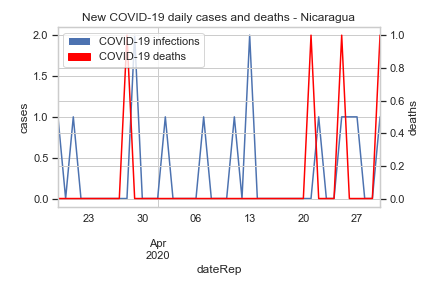 New COVID-19 daily cases and deaths - Nicaragua
COVID-19 infections
COVID-19 deaths
2.0
1.5
1.0
0.5
0.0
cases
1.0
0.8
0.6
0.4
0.2
0.0
deaths
23 30 06 13 20 27
Apr
2020
dateRep